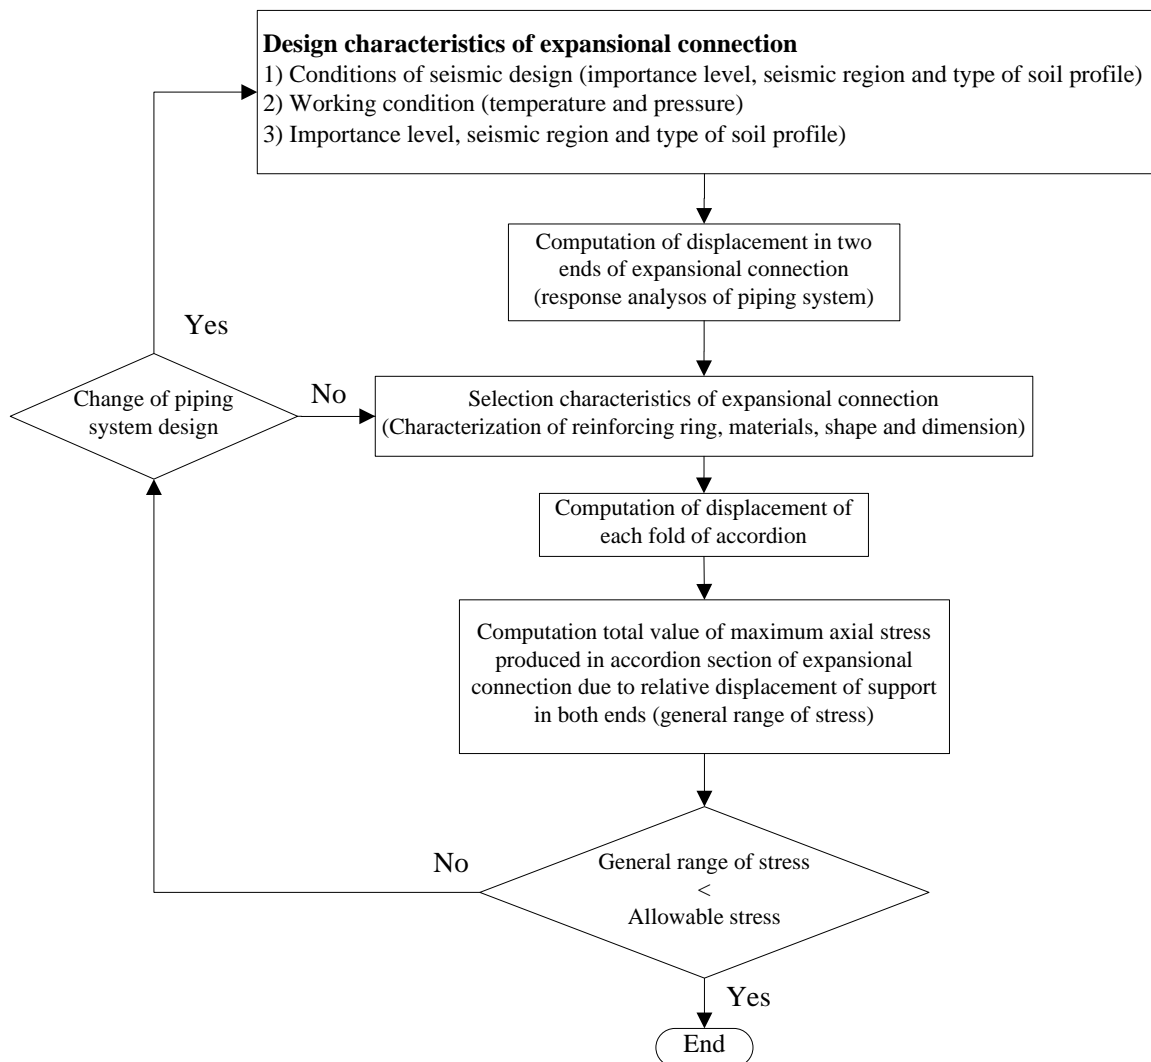 Design characteristics of expansional connection
1) Conditions of seismic design (importance level, seismic region and type of soil profile)
2) Working condition (temperature and pressure)
3) Importance level, seismic region and type of soil profile)
Computation of displacement in two
ends of expansional connection
(response analysos of piping system)
Yes
Change of piping
system design
No
Selection characteristics of expansional connection
(Characterization of reinforcing ring, materials, shape and dimension)
Computation of displacement of
each fold of accordion
Computation total value of maximum axial stress
produced in accordion section of expansional
connection due to relative displacement of support
in both ends (general range of stress)
No
General range of stress
<
Allowable stress
Yes
End